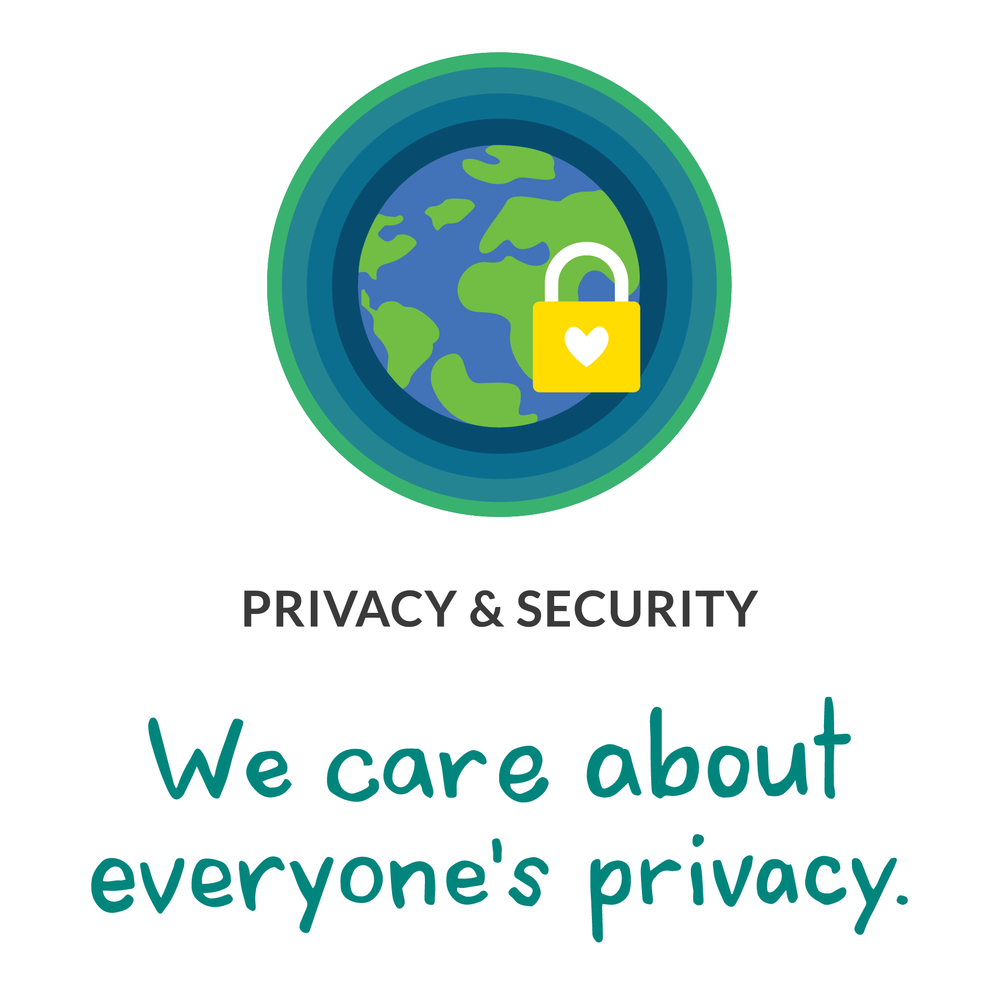 PRIVACY & SECURITY
We care about
everyone's privacy.